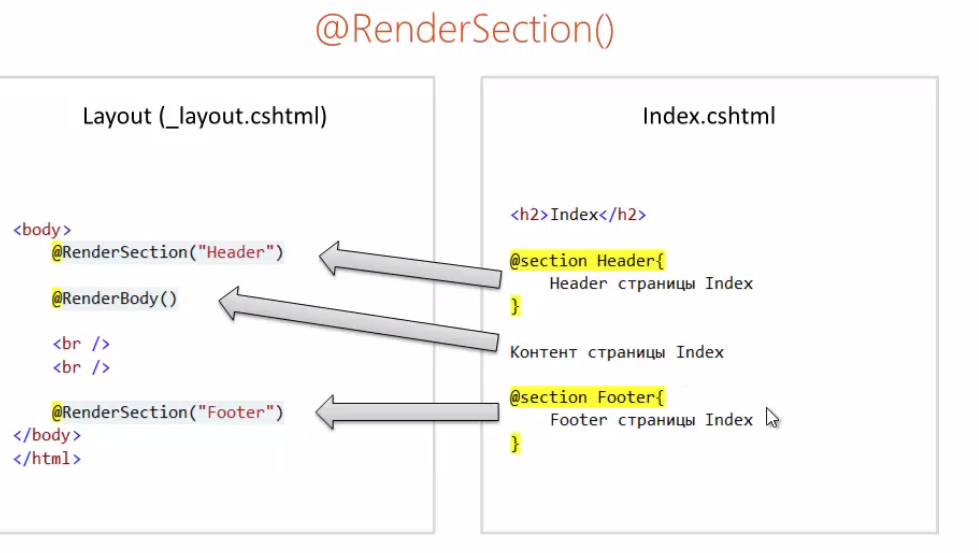 @RenderSection()
Layout (_layout.cshtml)
<body>
@RenderSection("Header")
@RenderBody()
<br />
<br />
@RenderSection("Footer")
</body>
</html>
Index.cshtml
<h2>Index</h2>
@section Header{
Header страницы Index
}
Контент страницы Index
@section Footer{
Footer страницы Index
}